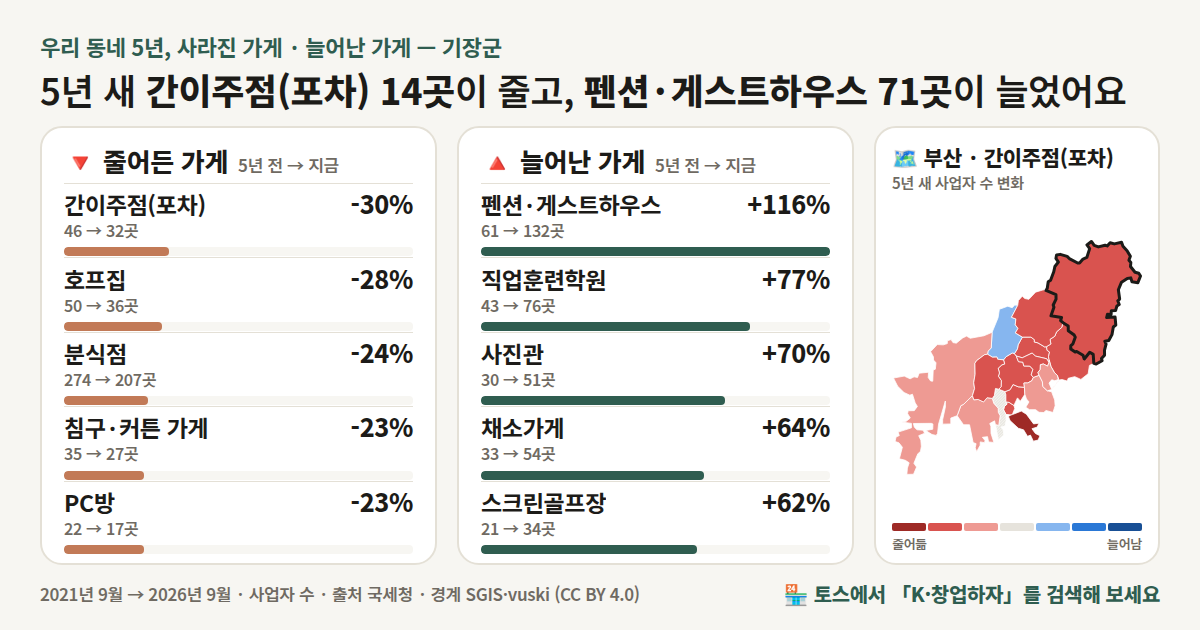 우리 동네 5년, 사라진 가게 · 늘어난 가게 — 기장군
5년 새 간이주점(포차) 14곳이 줄고, 펜션·게스트하우스 71곳이 늘었어요
줄어든 가게 5년 전 → 지금
간이주점(포차) -30%
46 → 32곳
호프집 -28%
50 → 36곳
분식점 -24%
274 → 207곳
침구·커튼 가게 -23%
35 → 27곳
PC방 -23%
22 → 17곳
늘어난 가게 5년 전 → 지금
펜션·게스트하우스 +116%
61 → 132곳
직업훈련학원 +77%
43 → 76곳
사진관 +70%
30 → 51곳
채소가게 +64%
33 → 54곳
스크린골프장 +62%
21 → 34곳
부산 · 간이주점(포차)
5년 새 사업자 수 변화
줄어듦 늘어남
2021년 9월 → 2026년 9월 · 사업자 수 · 출처 국세청 · 경계 SGIS·vuski (CC BY 4.0)
토스에서 「K·창업하자」를 검색해 보세요